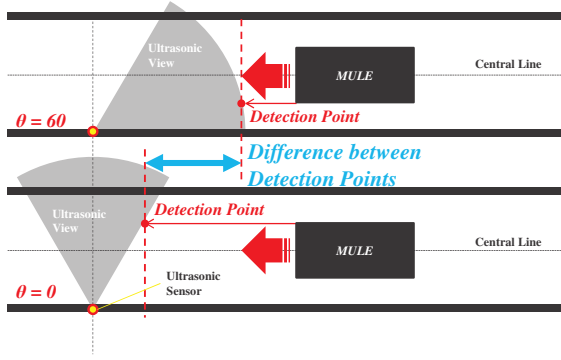 Ultrasonic
View
Central Line
MULE
θ = 60
Detection Point
Difference between
Detection Points
Ultrasonic
View
Detection Point
Central Line
MULE
Ultrasonic
Sensor
θ = 0